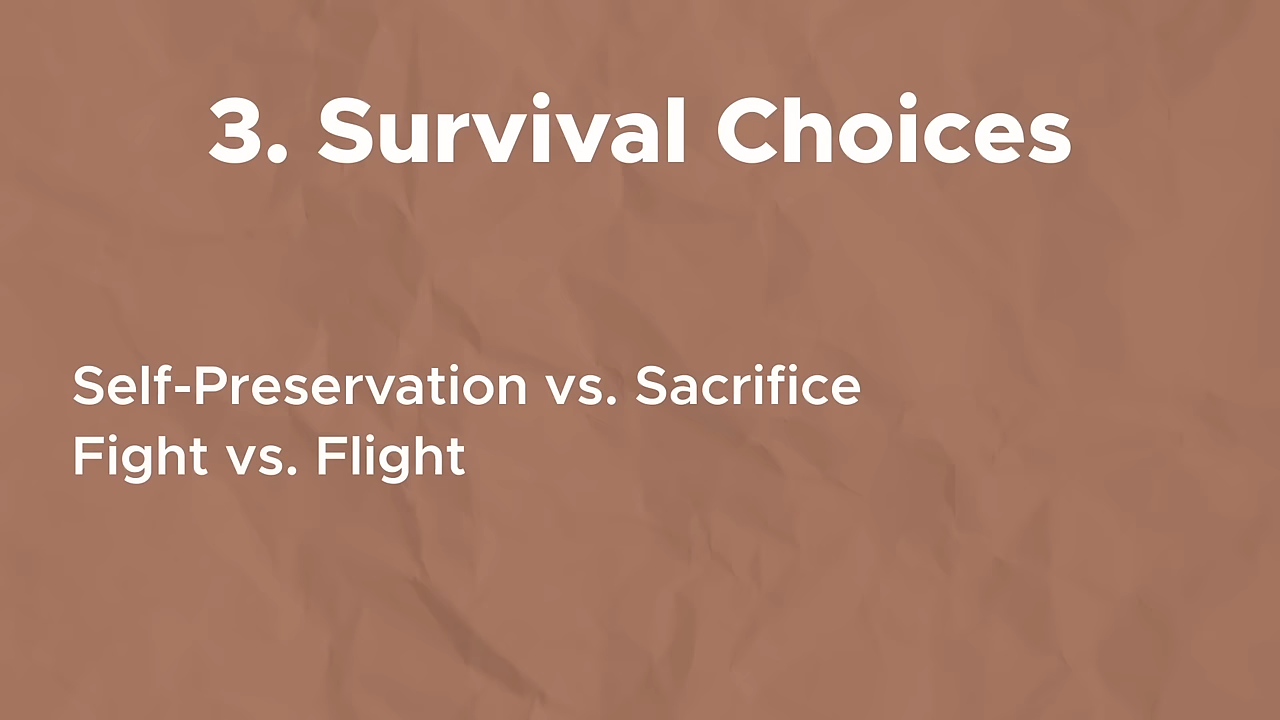 3. Survival Choices
Self-Preservation vs. Sacrifice
Fight vs. Flight